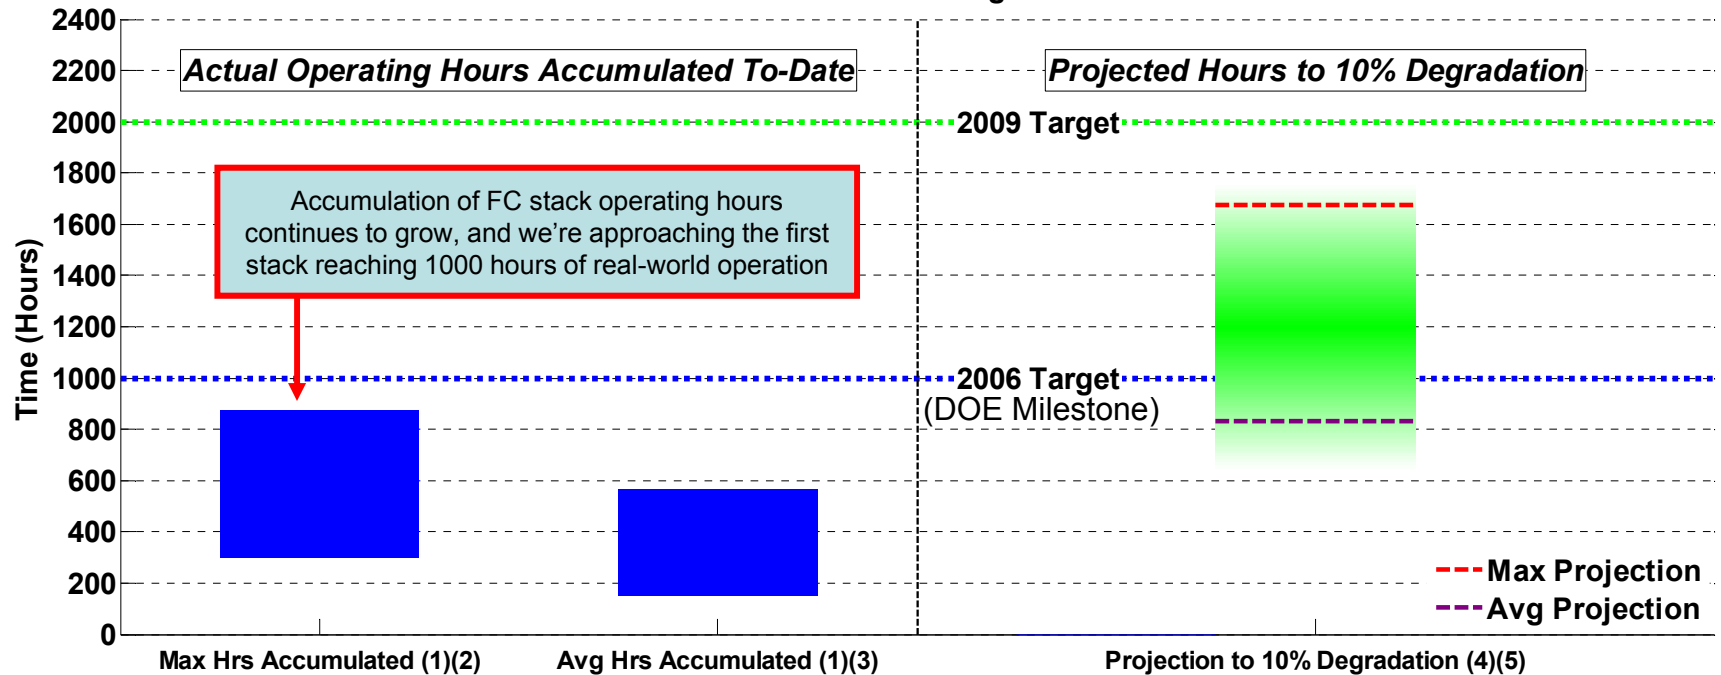 2400
2200
2000
1800
1600
1400
1200
1000
800
600
400
200
0
Time (Hours)
Actual Operating Hours Accumulated To-Date
Projected Hours to 10% Degradation
2009 Target
Accumulation of FC stack operating hours
continues to grow, and we’re approaching the first
stack reaching 1000 hours of real-world operation
2006 Target
(DOE Milestone)
Max Projection
Avg Projection
Max Hrs Accumulated (1)(2)
Avg Hrs Accumulated (1)(3)
Projection to 10% Degradation (4)(5)